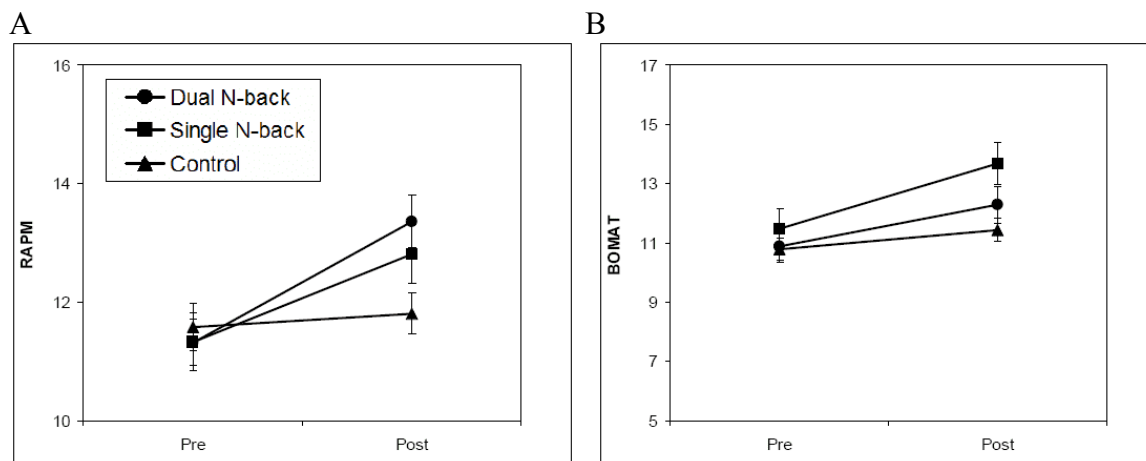 A
16
14
12
10
RAPM
Dual N-back
Single N-back
Control
Pre
Post
B
17
15
13
11
9
7
5
BOMAT
Pre
Post